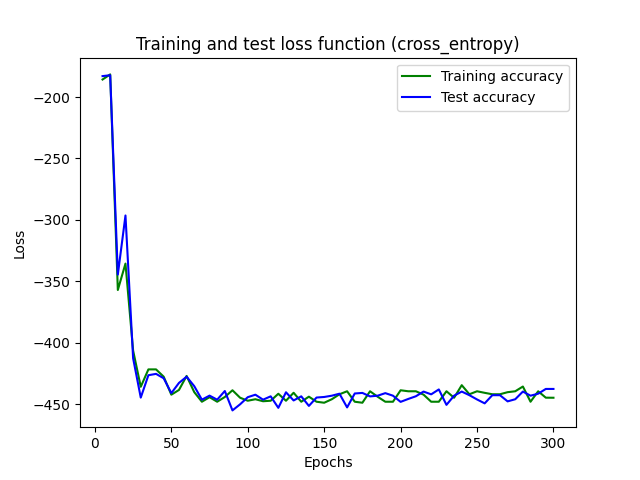 Training and test loss function (cross_entropy)
Training accuracy
Test accuracy
−200
−250
−300
−350
−400
−450
Loss
0
50
100
150
200
250
300
Epochs